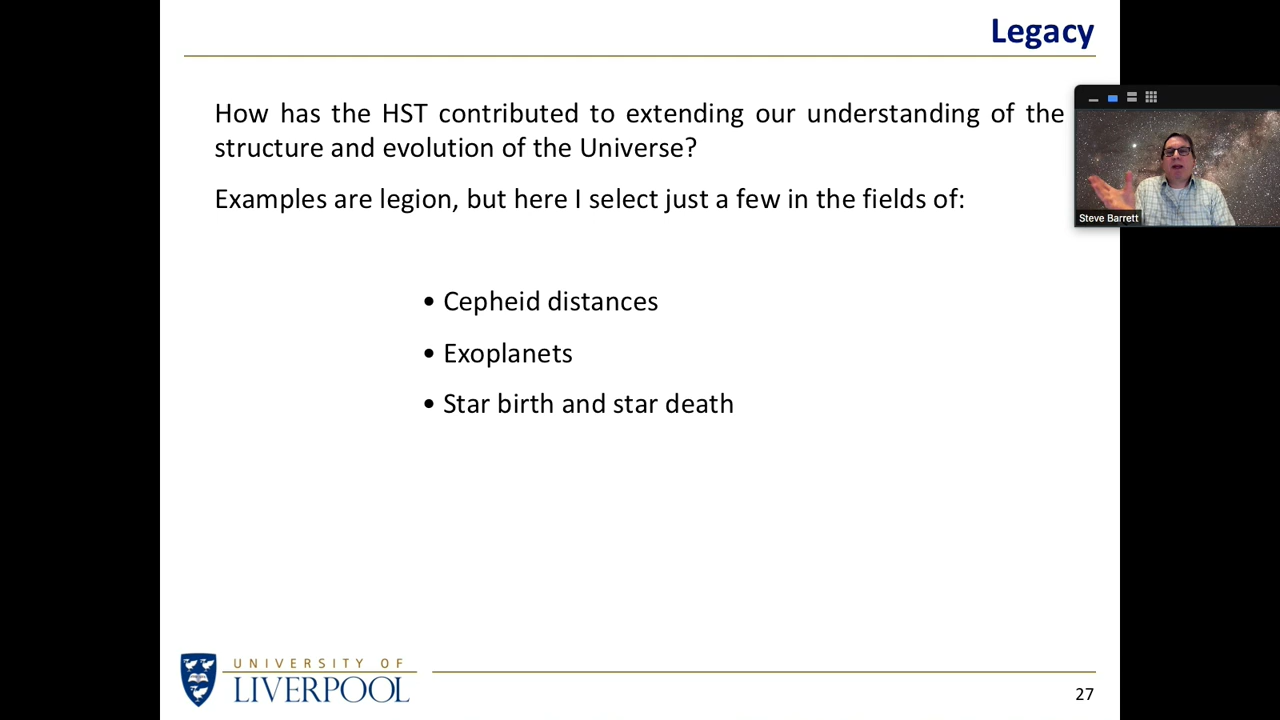 Legacy
How has the HST contributed to extending our understanding of the
structure and evolution of the Universe?
Examples are legion, but here I select just a few in the fields of:
• Cepheid distances
• Exoplanets
• Star birth and star death
Steve Barrett
UNIVERSITY OF
LIVERPOOL
27